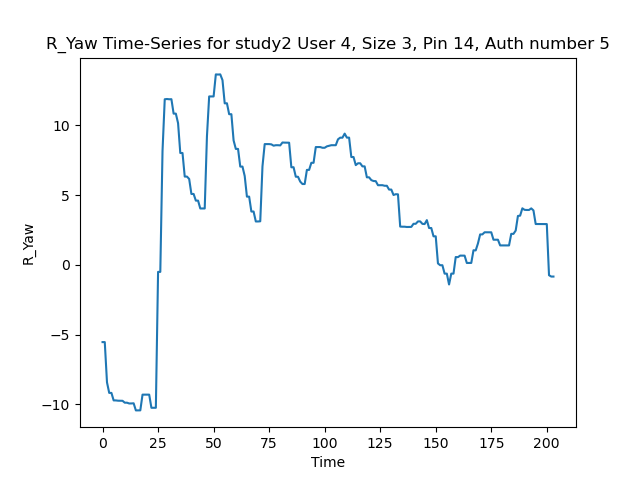 R_Yaw Time-Series for study2 User 4, Size 3, Pin 14, Auth number 5
10
5
0
−5
−10
R_Yaw
0 25 50 75 100 125 150 175 200
Time